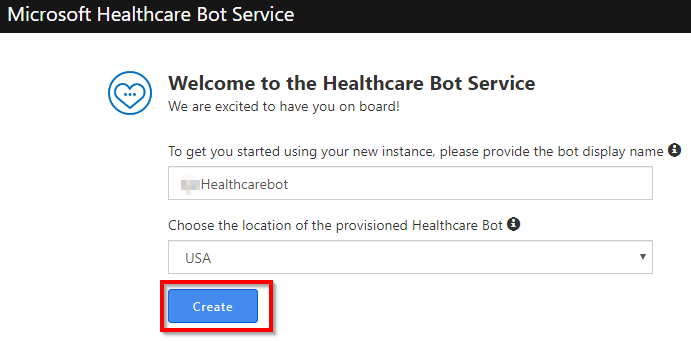 Microsoft Healthcare Bot Service
Welcome to the Healthcare Bot Service
We are excited to have you on board!
To get you started using your new instance, please provide the bot display name
Healthcarebot
Choose the location of the provisioned Healthcare Bot
USA
Create